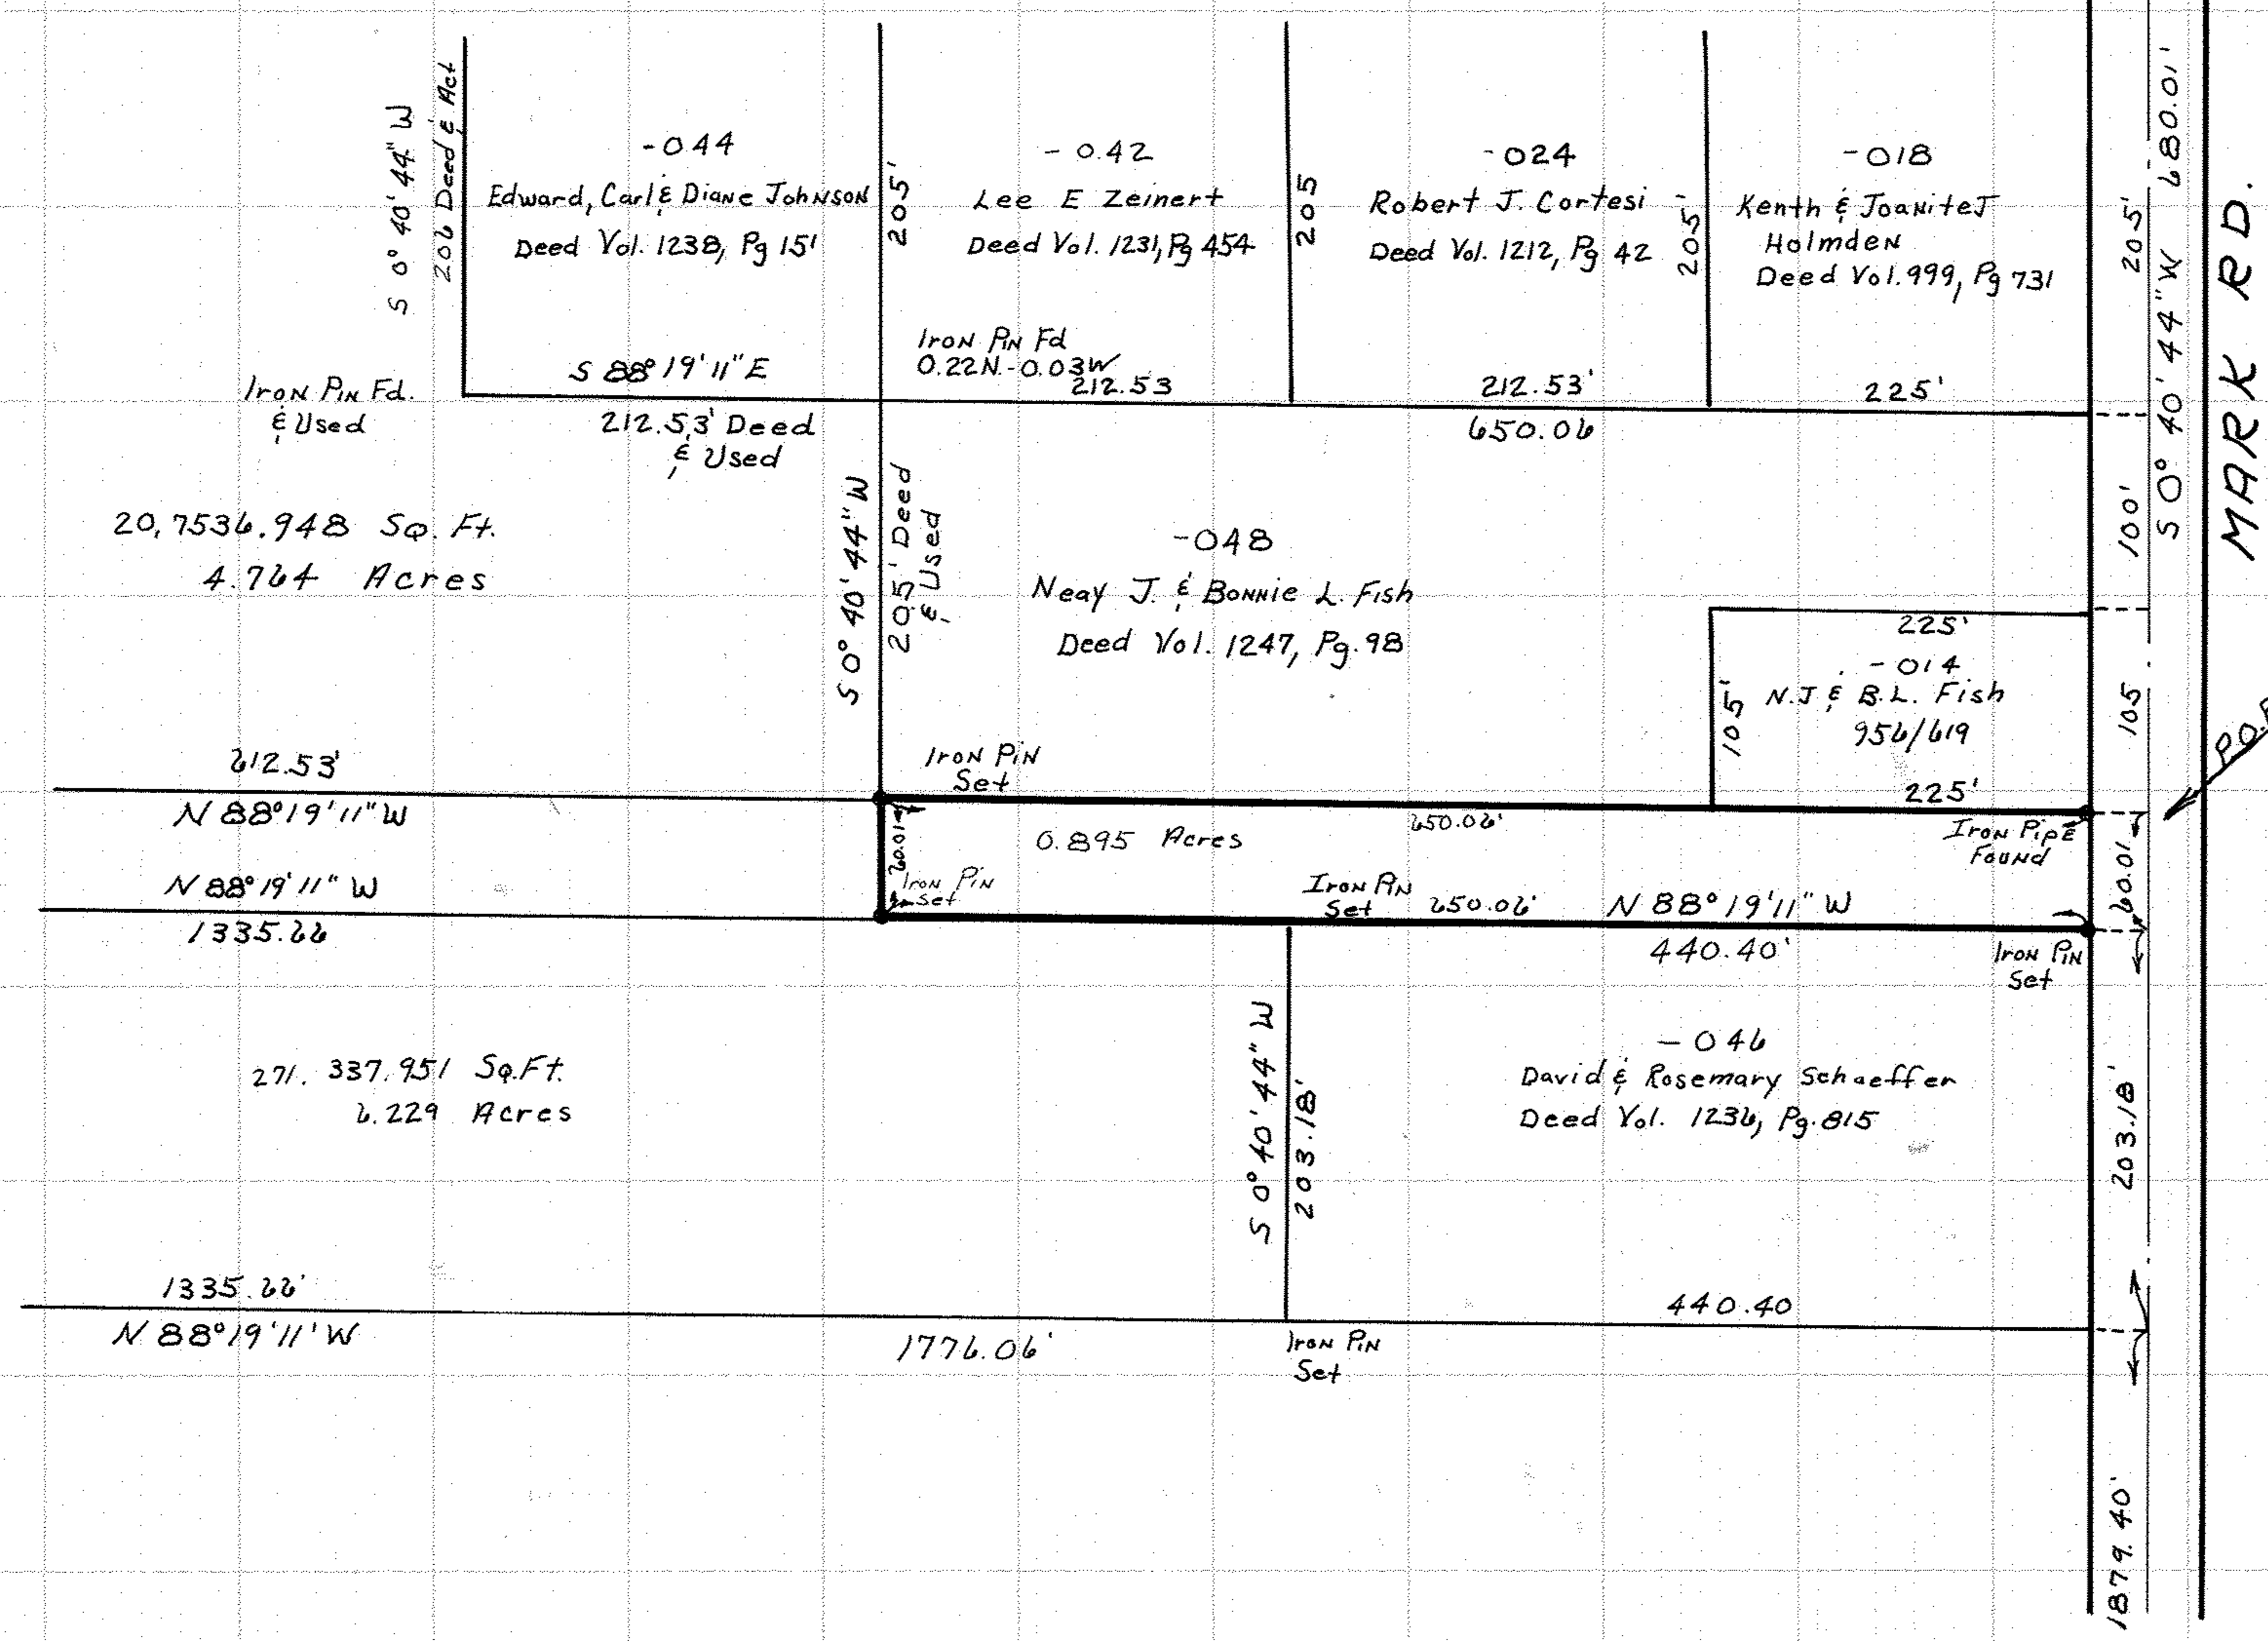 S 0° 40' 44" W
206 Deed & Act
-044
Edward, Carl & Diane Johnson
Deed Vol. 1238, Pg 151
S 88° 19' 11" E
212.53' Deed
& Used
Iron Pin Fd.
& Used
205'
- 0.42
Lee E Zeinert
Deed Vol. 1231, Pg 454
Iron Pin Fd
0.22N.-0.03W
212.53
205
-024
Robert J. Cortesi
Deed Vol. 1212, Pg 42
212.53'
650.06
205'
-018
Kenth & Joanite J
Holmden
Deed Vol. 999, Pg 731
225'
205'
S 0° 40' 44" W 680.01'
MARK RD.
20,7536.948 Sq. Ft.
4.764 Acres
S 0° 40' 44" W
205' Deed
& Used
-048
Neay J. & Bonnie L. Fish
Deed Vol. 1247, Pg. 98
100'
225'
-014
N.J & B.L. Fish
956/619
105'
225'
105
612.53'
N 88° 19' 11" W
Iron Pin
Set
60.01
0.895 Acres
650.06'
Iron Pipe
Found
60.01
N 88° 19' 11" W
1335.66
Iron Pin
Set
Iron Pin
Set
650.06'
N 88° 19' 11" W
440.40'
Iron Pin
Set
271. 337.951 Sq.Ft.
6.229 Acres
S 0° 40' 44" W
203.18'
-046
David & Rosemary Schaeffer
Deed Vol. 1236, Pg. 815
203.18'
1335.66'
N 88° 19' 11' W
1776.06'
Iron Pin
Set
440.40
1879.40'